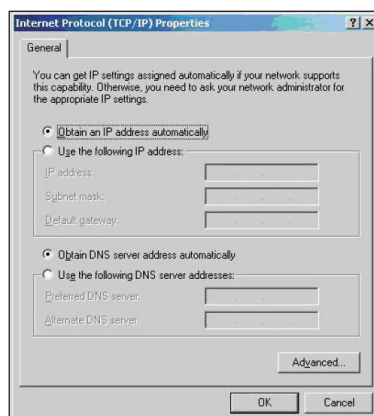 Internet Protocol (TCP/IP) Properties
General
You can get IP settings assigned automatically if your network supports
this capability. Otherwise, you need to ask your network administrator for
the appropriate IP settings.
Obtain an IP address automatically
Use the following IP address:
IP address:
Subnet mask:
Default gateway:
Obtain DNS server address automatically
Use the following DNS server addresses:
Preferred DNS server:
Alternate DNS server:
Advanced...
OK
Cancel